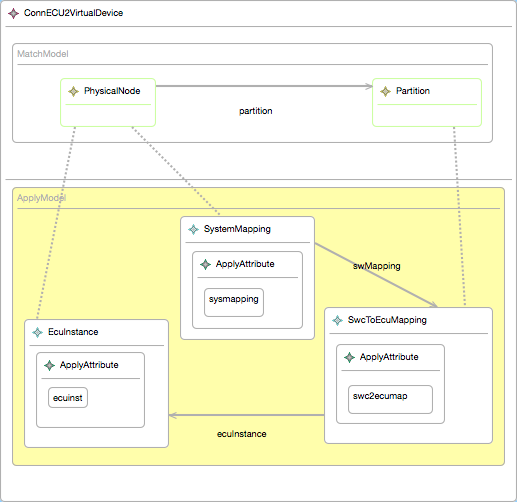 ConnECU2VirtualDevice
MatchModel
PhysicalNode
Partition
partition
ApplyModel
SystemMapping
ApplyAttribute
sysmapping
swMapping
SwcToEcuMapping
EcuInstance
ApplyAttribute
ApplyAttribute
ecuinst
swc2ecumap
ecuInstance